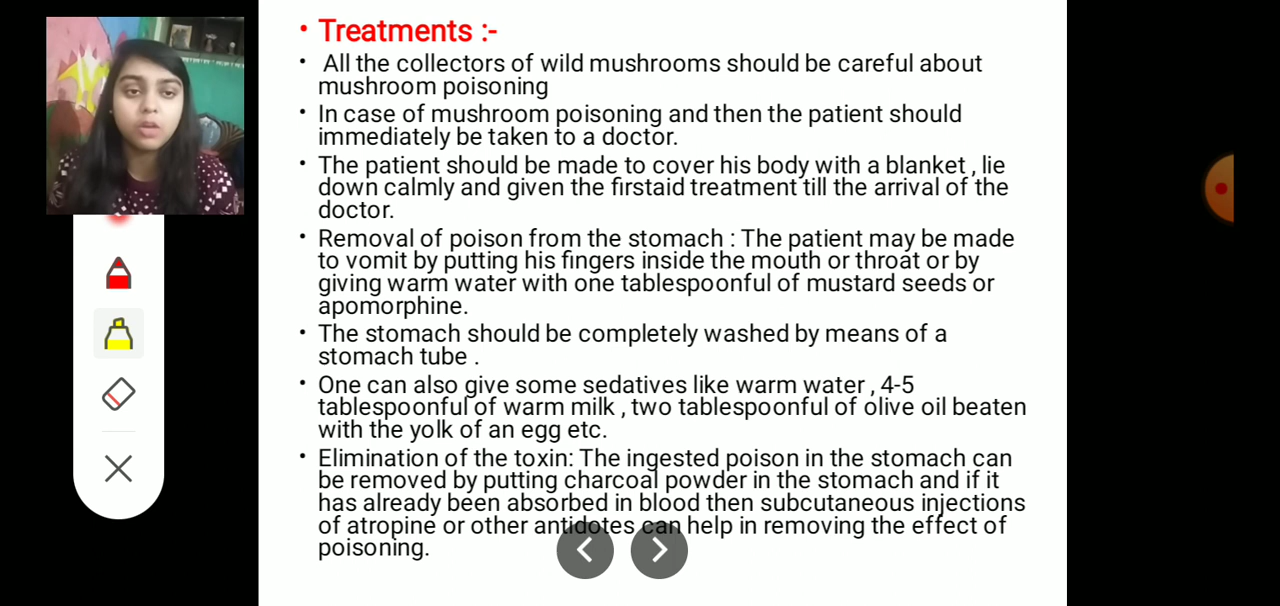 • Treatments :-
• All the collectors of wild mushrooms should be careful about
mushroom poisoning
• In case of mushroom poisoning and then the patient should
immediately be taken to a doctor.
• The patient should be made to cover his body with a blanket , lie
down calmly and given the firstaid treatment till the arrival of the
doctor.
• Removal of poison from the stomach : The patient may be made
to vomit by putting his fingers inside the mouth or throat or by
giving warm water with one tablespoonful of mustard seeds or
apomorphine.
• The stomach should be completely washed by means of a
stomach tube .
• One can also give some sedatives like warm water , 4-5
tablespoonful of warm milk , two tablespoonful of olive oil beaten
with the yolk of an egg etc.
• Elimination of the toxin: The ingested poison in the stomach can
be removed by putting charcoal powder in the stomach and if it
has already been absorbed in blood then subcutaneous injections
of atropine or other antidotes can help in removing the effect of
poisoning.